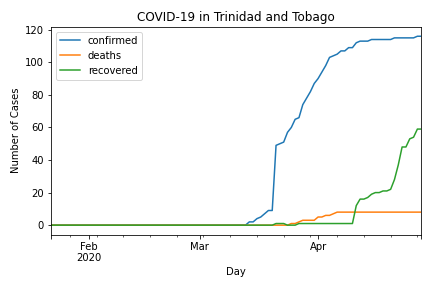 COVID-19 in Trinidad and Tobago
confirmed
deaths
recovered
Number of Cases
120
100
80
60
40
20
0
Feb
2020
Mar
Apr
Day